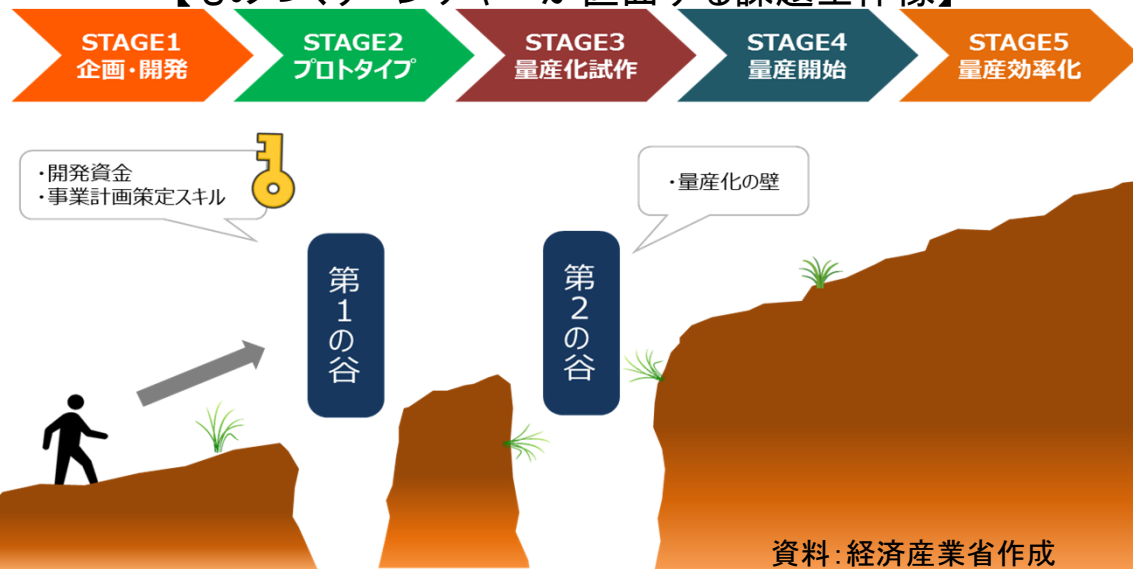 STAGE1
企画・開発
STAGE2
プロトタイプ
STAGE3
量産化試作
STAGE4
量産開始
STAGE5
量産効率化
・開発資金
・事業計画策定スキル
・量産化の壁
第1の谷
第2の谷
資料：経済産業省作成